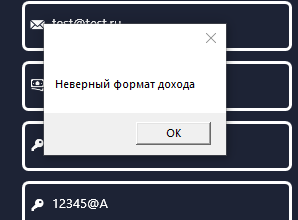 test@test.ru
Неверный формат дохода
OK
12345@A